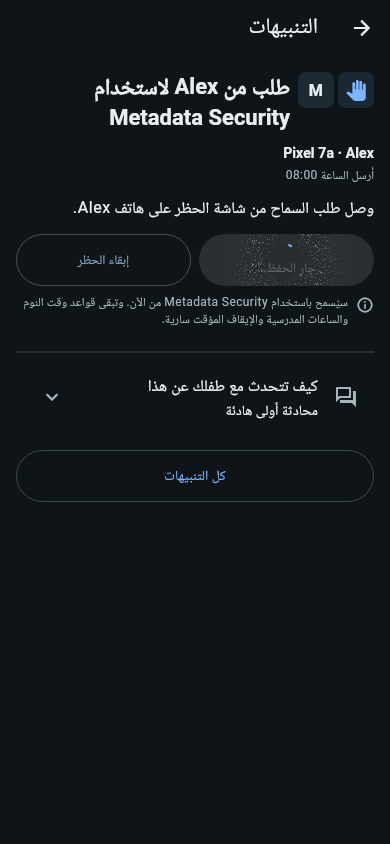 التنبيهات
M
طلب من Alex لاستخدام
Metadata Security
Pixel 7a · Alex
أرسل الساعة 08:00
وصل طلب السماح من شاشة الحظر على هاتف Alex.
جارٍ الحفظ…
إبقاء الحظر
سيُسمح باستخدام Metadata Security من الآن. وتبقى قواعد وقت النوم
والساعات المدرسية والإيقاف المؤقت سارية.
كيف تتحدث مع طفلك عن هذا
محادثة أولى هادئة
كل التنبيهات